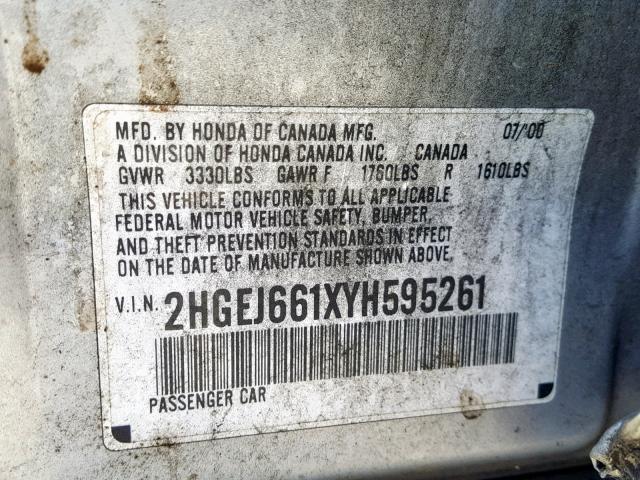 MFD. BY HONDA OF CANADA MFG. 07/'00
A DIVISION OF HONDA CANADA INC. CANADA
GVWR 3330LBS GAWR F 1760LBS R 1610LBS
THIS VEHICLE CONFORMS TO ALL APPLICABLE
FEDERAL MOTOR VEHICLE SAFETY, BUMPER,
AND THEFT PREVENTION STANDARDS IN EFFECT
ON THE DATE OF MANUFACTURE SHOWN ABOVE.
V.I.N. 2HGEJ661XYH595261
PASSENGER CAR